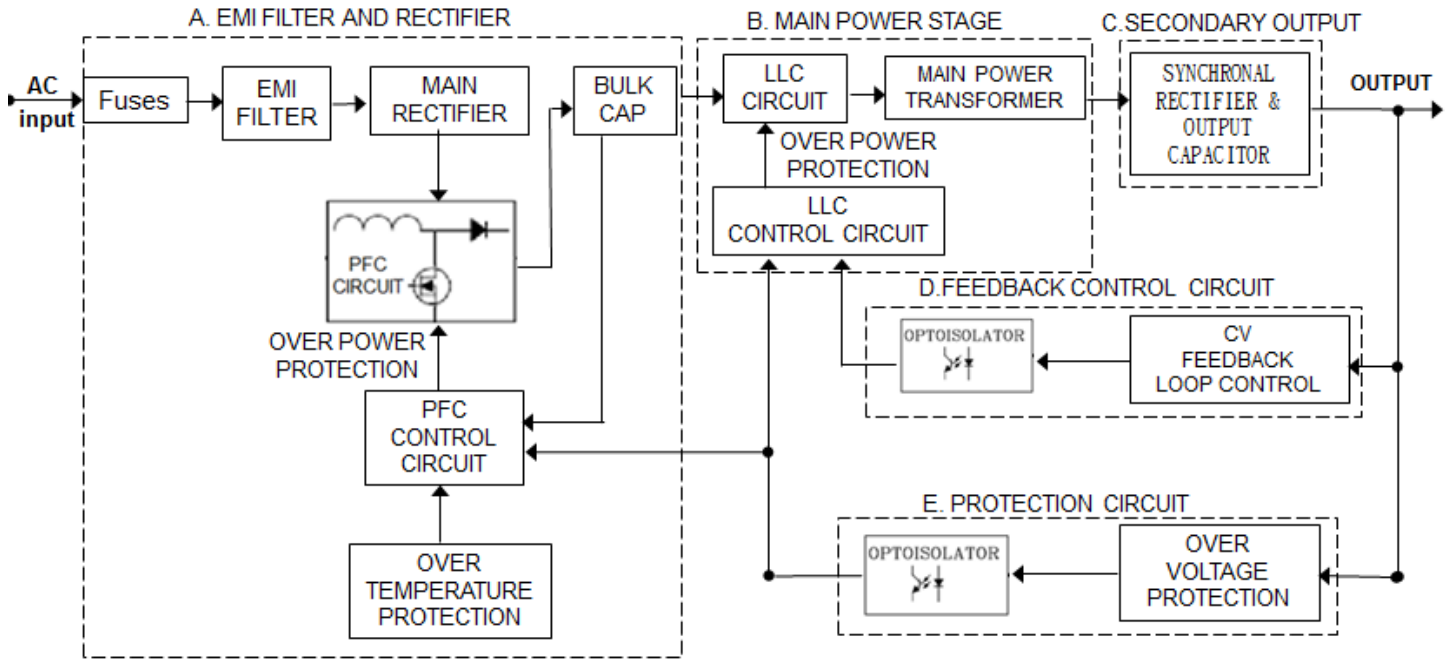 A. EMI FILTER AND RECTIFIER
B. MAIN POWER STAGE
C.SECONDARY OUTPUT
AC
input
Fuses
EMI
FILTER
MAIN
RECTIFIER
BULK
CAP
LLC
CIRCUIT
MAIN POWER
TRANSFORMER
SYNCHRONAL
RECTIFIER &
OUTPUT
CAPACITOR
OUTPUT
OVER POWER
PROTECTION
LLC
CONTROL CIRCUIT
PFC
CIRCUIT
OVER POWER
PROTECTION
D.FEEDBACK CONTROL CIRCUIT
OPTOISOLATOR
CV
FEEDBACK
LOOP CONTROL
PFC
CONTROL
CIRCUIT
E. PROTECTION CIRCUIT
OPTOISOLATOR
OVER
VOLTAGE
PROTECTION
OVER
TEMPERATURE
PROTECTION